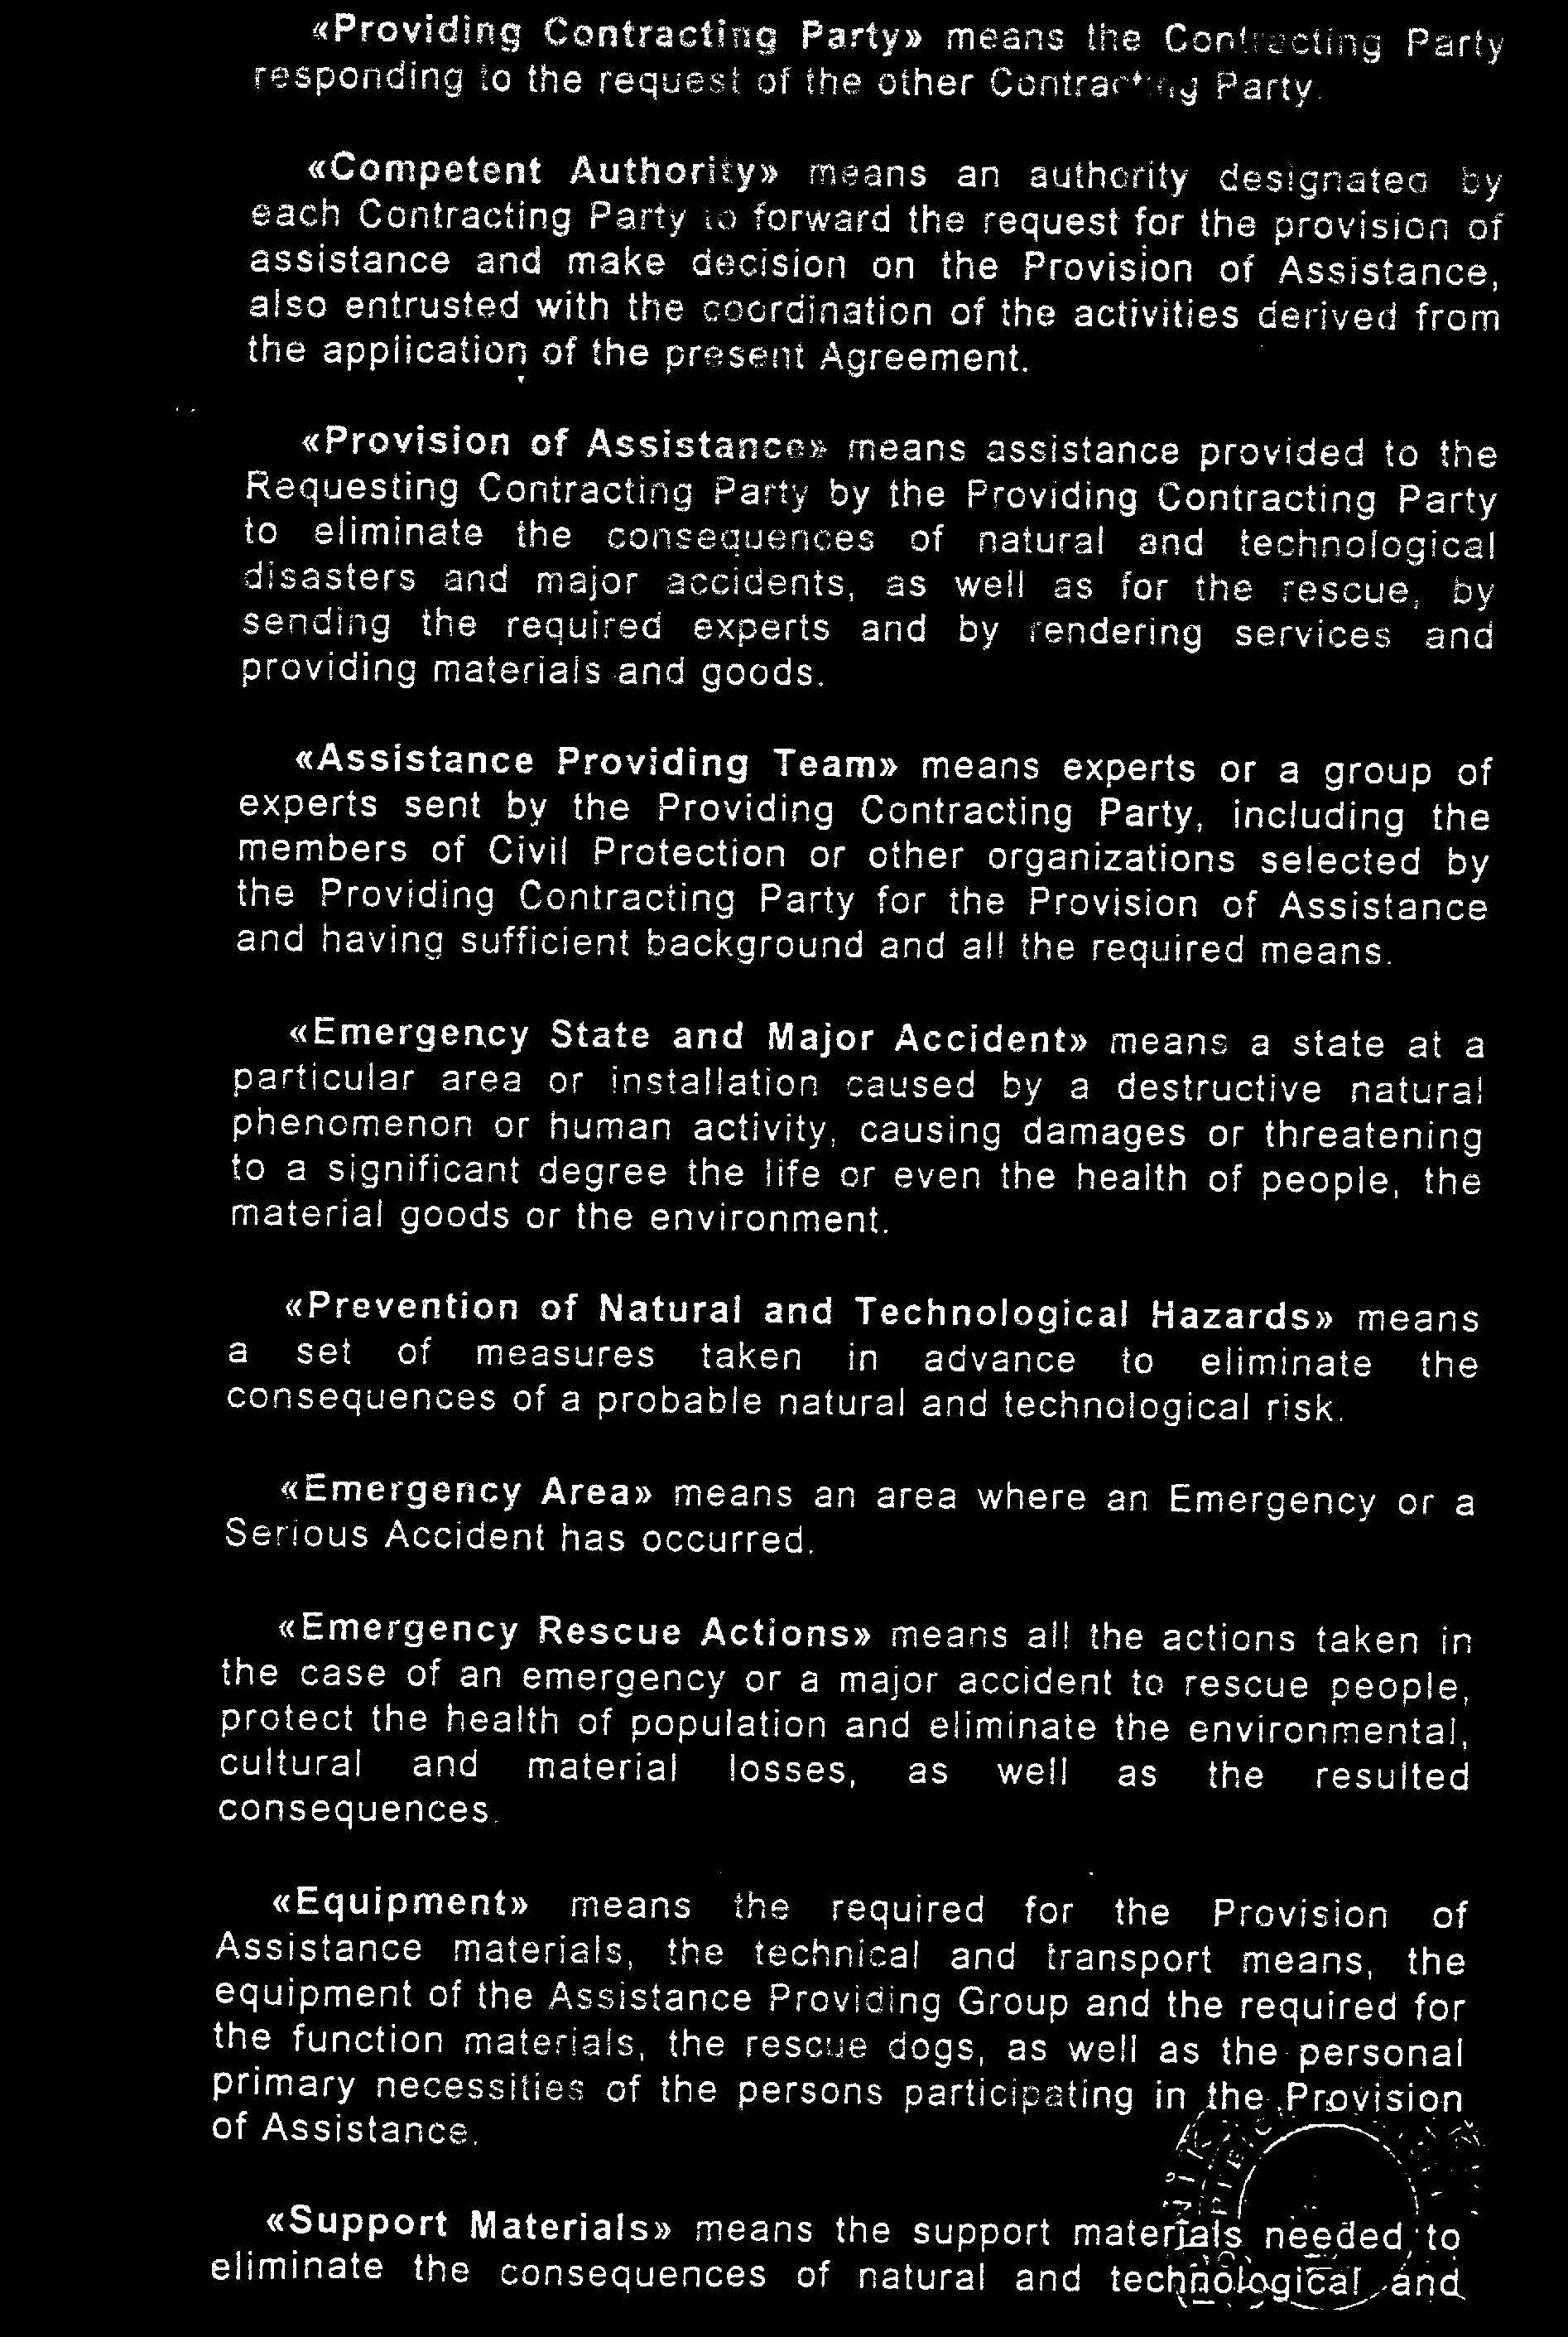 «Providing Contracting Party» means the Contracting Party
responding to the request of the other Contracting Party.
«Competent Authority» means an authority designated by
each Contracting Party to forward the request for the provision of
assistance and make decision on the Provision of Assistance,
also entrusted with the coordination of the activities derived from
the application of the present Agreement.
«Provision of Assistance» means assistance provided to the
Requesting Contracting Party by the Providing Contracting Party
to eliminate the consequences of natural and technological
disasters and major accidents, as well as for the rescue, by
sending the required experts and by rendering services and
providing materials and goods.
«Assistance Providing Team» means experts or a group of
experts sent by the Providing Contracting Party, including the
members of Civil Protection or other organizations selected by
the Providing Contracting Party for the Provision of Assistance
and having sufficient background and all the required means.
«Emergency State and Major Accident» means a state at a
particular area or installation caused by a destructive natural
phenomenon or human activity, causing damages or threatening
to a significant degree the life or even the health of people, the
material goods or the environment.
«Prevention of Natural and Technological Hazards» means
a set of measures taken in advance to eliminate the
consequences of a probable natural and technological risk.
«Emergency Area» means an area where an Emergency or a
Serious Accident has occurred.
«Emergency Rescue Actions» means all the actions taken in
the case of an emergency or a major accident to rescue people,
protect the health of population and eliminate the environmental,
cultural and material losses, as well as the resulted
consequences.
«Equipment» means the required for the Provision of
Assistance materials, the technical and transport means, the
equipment of the Assistance Providing Group and the required for
the function materials, the rescue dogs, as well as the personal
primary necessities of the persons participating in the Provision
of Assistance.
«Support Materials» means the support materials needed to
eliminate the consequences of natural and technological and